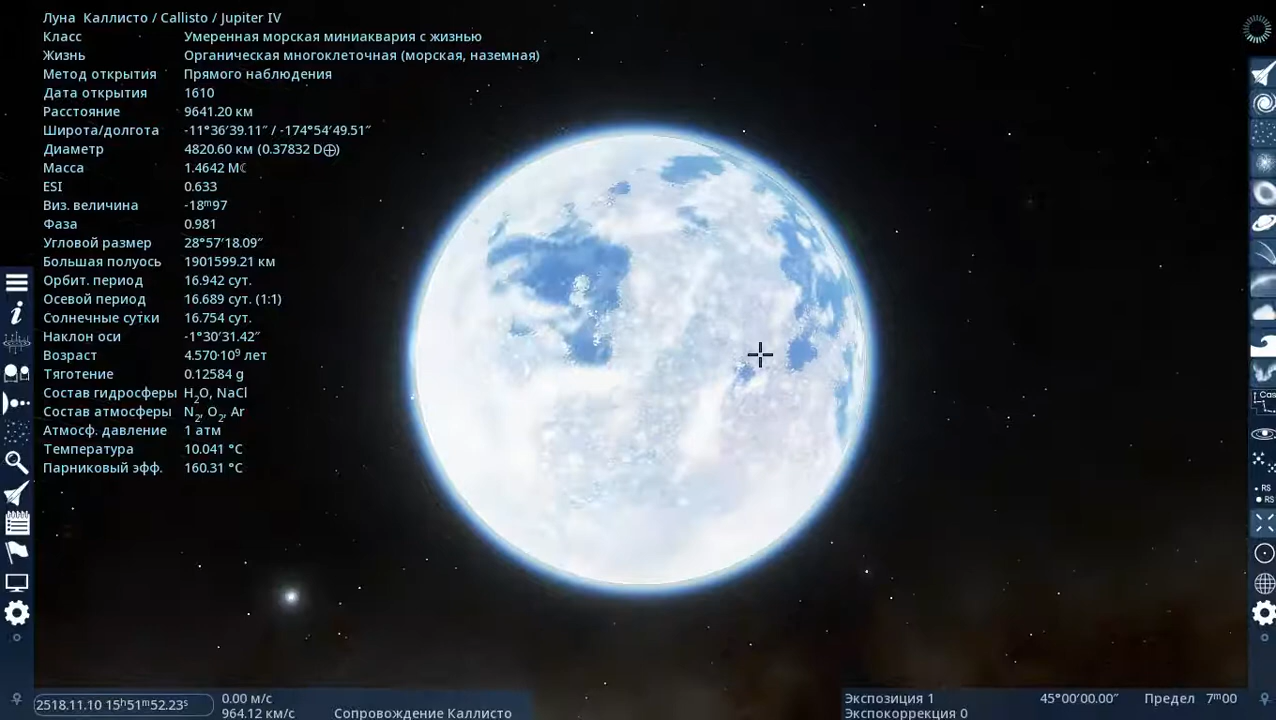 Луна Каллисто / Callisto / Jupiter IV
Класс Умеренная морская миниаквария с жизнью
Жизнь Органическая многоклеточная (морская, наземная)
Метод открытия Прямого наблюдения
Дата открытия 1610
Расстояние 9641.20 км
Широта/долгота -11°36′39.11″ / -174°54′49.51″
Диаметр 4820.60 км (0.37832 D⨁)
Масса 1.4642 M☾
ESI 0.633
Виз. величина -18ᵐ97
Фаза 0.981
Угловой размер 28°57′18.09″
Большая полуось 1901599.21 км
Орбит. период 16.942 сут.
Осевой период 16.689 сут. (1:1)
Солнечные сутки 16.754 сут.
Наклон оси -1°30′31.42″
Возраст 4.570·10⁹ лет
Тяготение 0.12584 g
Состав гидросферы H₂O, NaCl
Состав атмосферы N₂, O₂, Ar
Атмосф. давление 1 атм
Температура 10.041 °C
Парниковый эфф. 160.31 °C
Cas
RS
RS
2518.11.10 15ʰ51ᵐ52.23ˢ
0.00 м/с
964.12 км/с Сопровождение Каллисто
Экспозиция 1 45°00′00.00″ Предел 7ᵐ00
Экспокоррекция 0